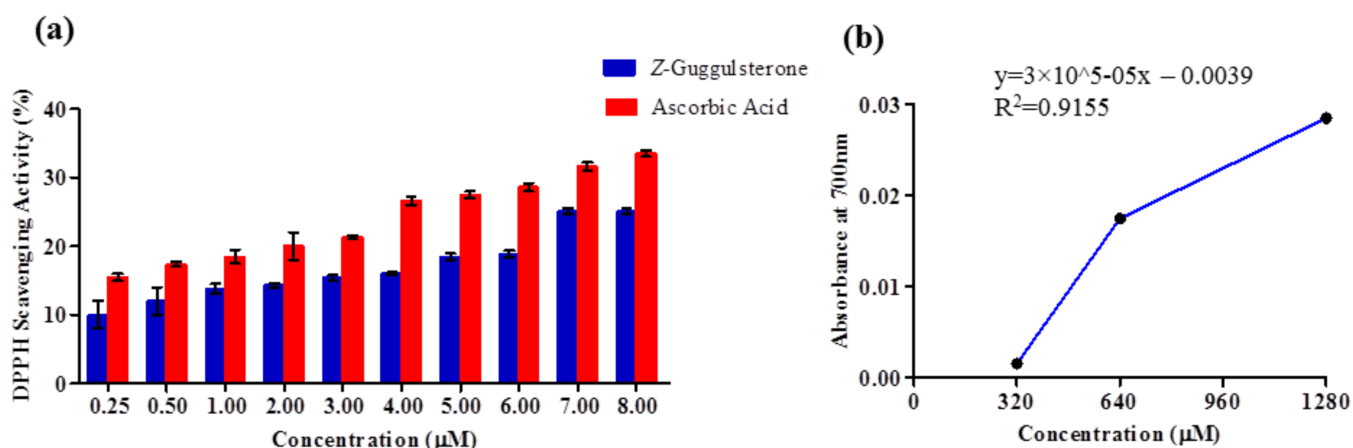 (a)
Z-Guggulsterone
Ascorbic Acid
DPPH Scavenging Activity (%)
40
30
20
10
0
0.25 0.50 1.00 2.00 3.00 4.00 5.00 6.00 7.00 8.00
Concentration (μM)
(b)
y=3×10^5-05x – 0.0039
R²=0.9155
Absorbance at 700nm
0.03
0.02
0.01
0.00
0 320 640 960 1280
Concentration (μM)